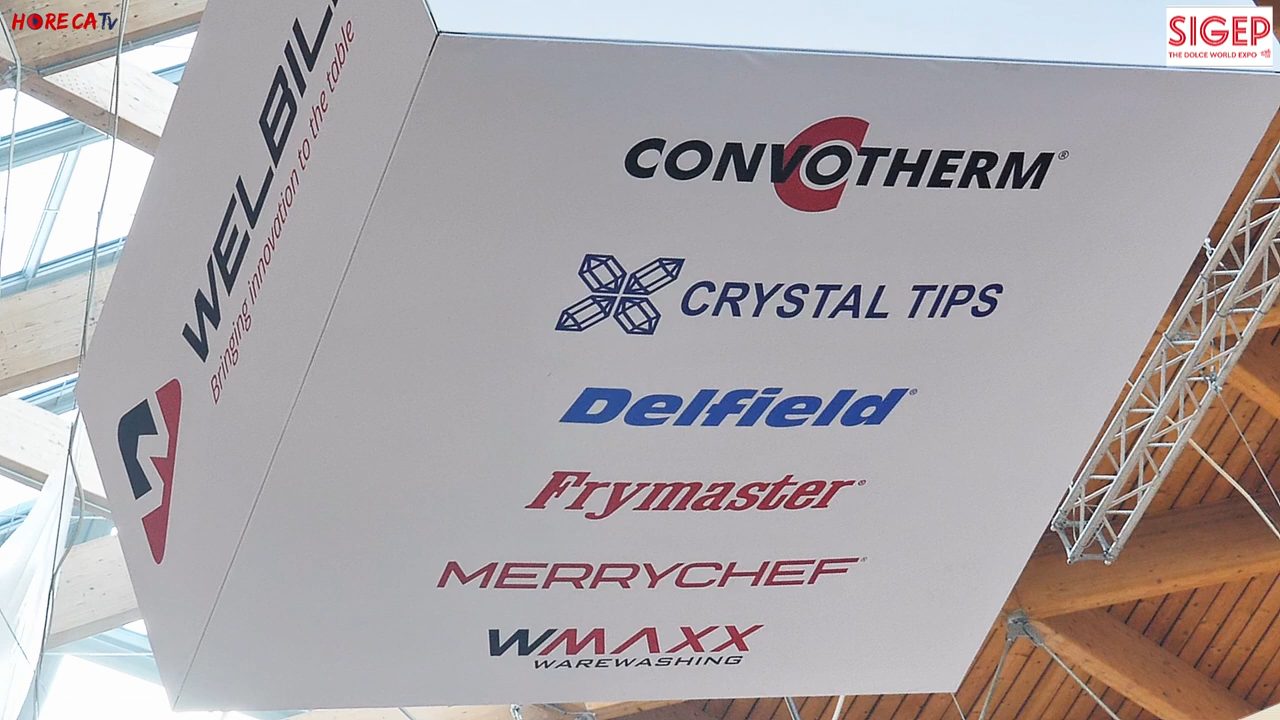 HORECATv
SIGEP
THE DOLCE WORLD EXPO
WELBIL
Bringing innovation to the table
CONVOTHERM®
CRYSTAL TIPS
Delfield®
Frymaster®
MERRYCHEF®
WMAXX
WAREWASHING